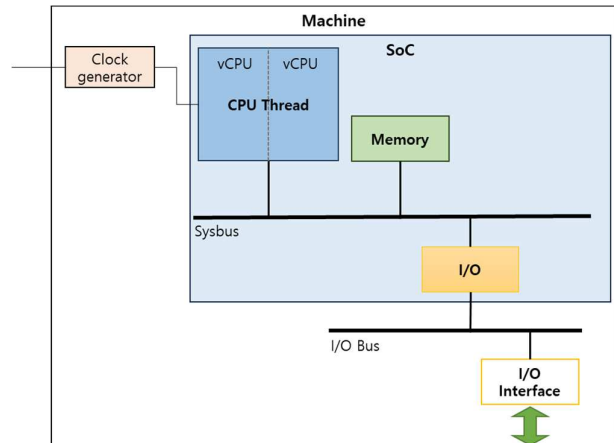 Machine
SoC
Clock
generator
vCPU
vCPU
CPU Thread
Memory
Sysbus
I/O
I/O Bus
I/O
Interface